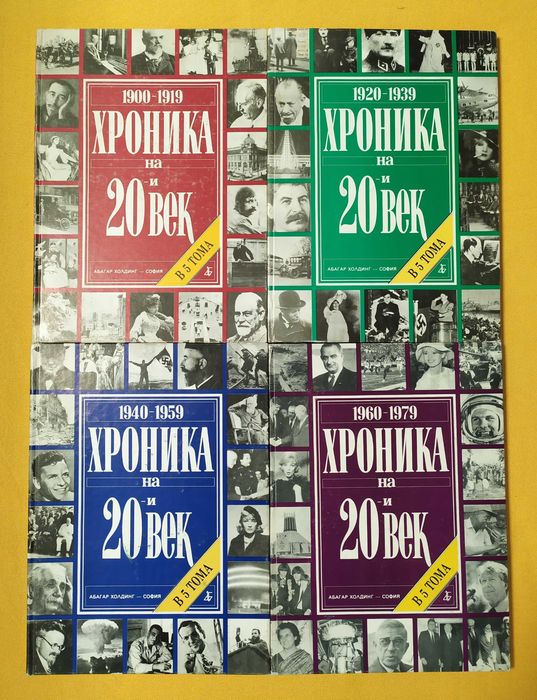 1900-1919
ХРОНИКА
на
20-и ВЕК
В 5 ТОМА
АБАГАР ХОЛДИНГ — СОФИЯ
1920-1939
ХРОНИКА
на
20-и ВЕК
В 5 ТОМА
АБАГАР ХОЛДИНГ — СОФИЯ
1940-1959
ХРОНИКА
на
20-и ВЕК
В 5 ТОМА
АБАГАР ХОЛДИНГ — СОФИЯ
1960-1979
ХРОНИКА
на
20-и ВЕК
В 5 ТОМА
АБАГАР ХОЛДИНГ — СОФИЯ